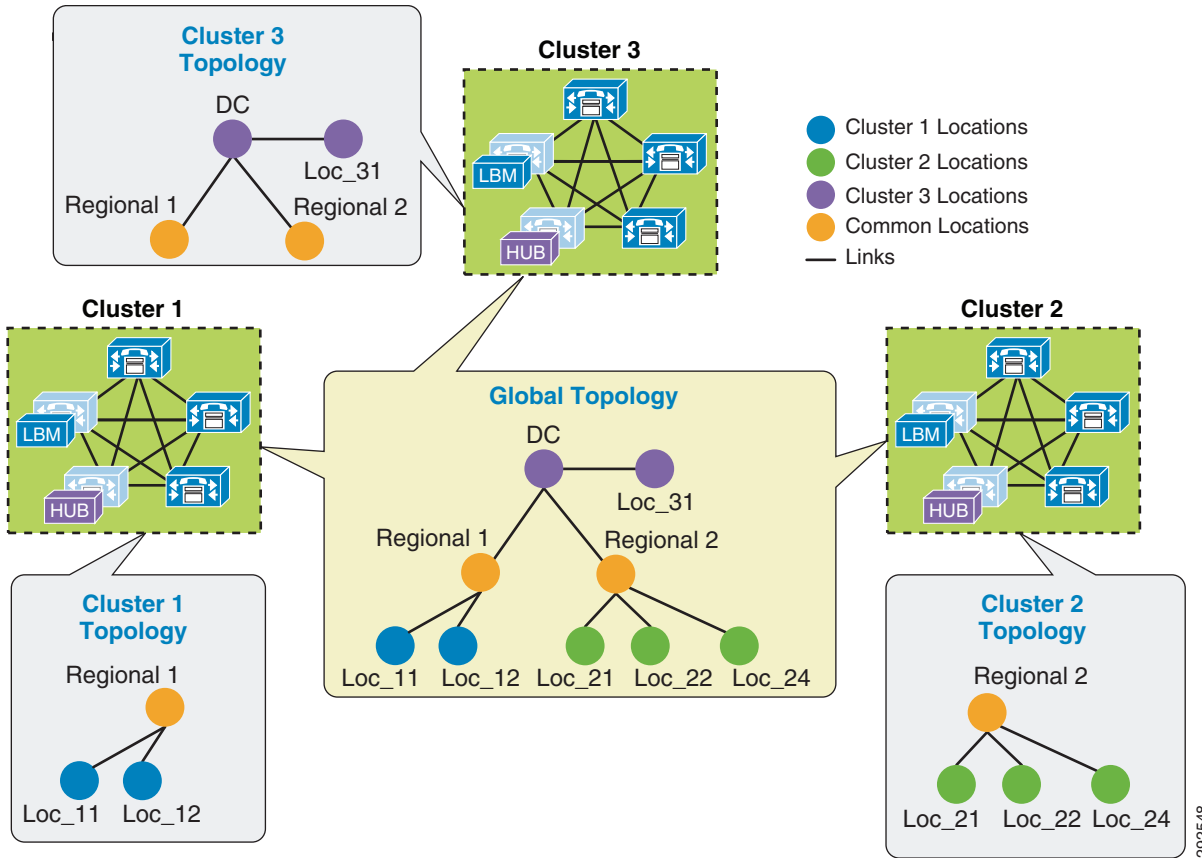 Cluster 3
Topology
DC
Loc_31
Regional 1
Regional 2
Cluster 3
LBM
HUB
Cluster 1 Locations
Cluster 2 Locations
Cluster 3 Locations
Common Locations
Links
Cluster 1
LBM
HUB
Global Topology
DC
Loc_31
Regional 1
Regional 2
Loc_11
Loc_12
Loc_21
Loc_22
Loc_24
Cluster 2
LBM
HUB
Cluster 1
Topology
Regional 1
Loc_11
Loc_12
Cluster 2
Topology
Regional 2
Loc_21
Loc_22
Loc_24